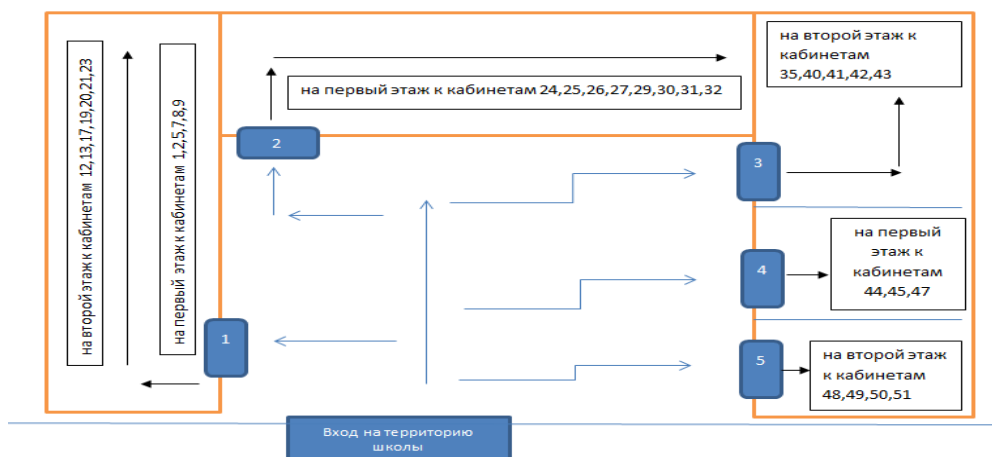 на второй этаж к кабинетам 12,13,17,19,20,21,23
на первый этаж к кабинетам 1,2,5,7,8,9
1
2
на первый этаж к кабинетам 24,25,26,27,29,30,31,32
на второй этаж к
кабинетам
35,40,41,42,43
3
4
на первый
этаж к
кабинетам
44,45,47
5
на второй этаж
к кабинетам
48,49,50,51
Вход на территорию
школы